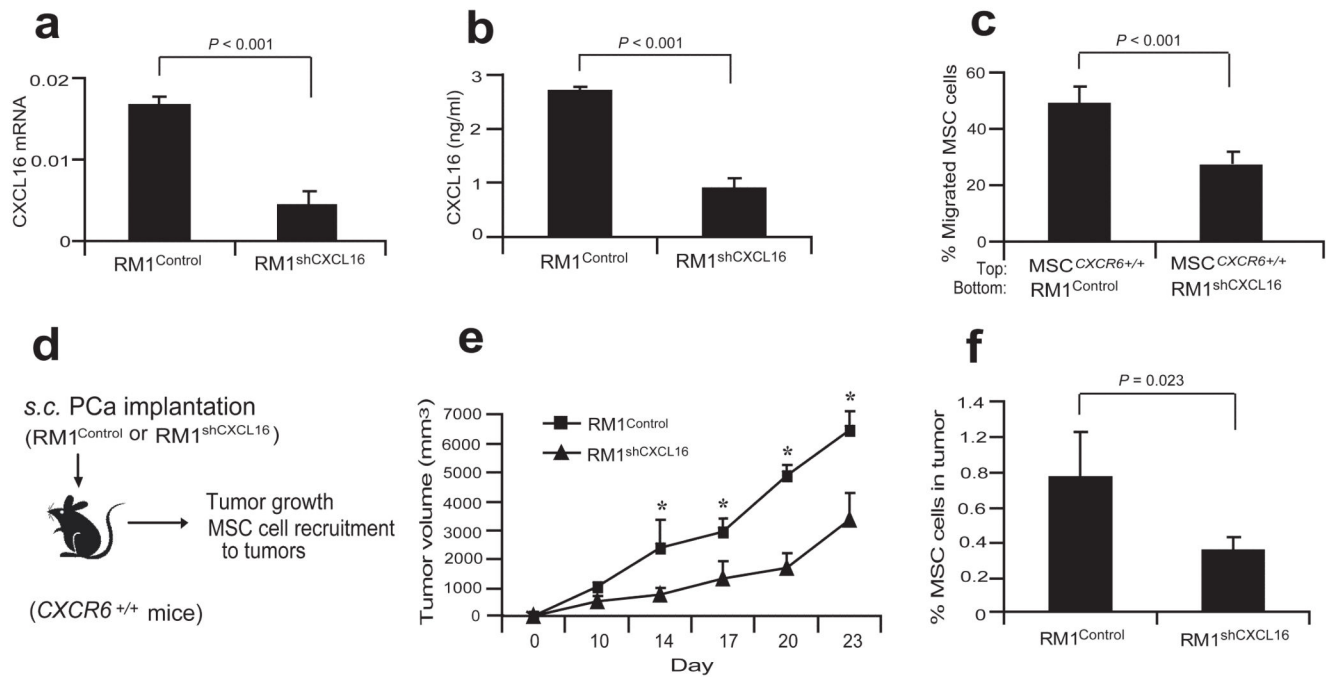 a
P < 0.001
CXCL16 mRNA
0.02
0.01
0
RM1Control
RM1shCXCL16
b
P < 0.001
CXCL16 (ng/ml)
3
2
1
0
RM1Control
RM1shCXCL16
c
P < 0.001
% Migrated MSC cells
60
40
20
0
Top: MSCCXCR6+/+ MSCCXCR6+/+
Bottom: RM1Control RM1shCXCL16
d
s.c. PCa implantation
(RM1Control or RM1shCXCL16)
Tumor growth
MSC cell recruitment
to tumors
(CXCR6+/+ mice)
e
Tumor volume (mm3)
7000
6000
5000
4000
3000
2000
1000
0
RM1Control
RM1shCXCL16
*
*
*
*
0 10 14 17 20 23
Day
f
P = 0.023
% MSC cells in tumor
1.4
1.2
0.8
0.6
0.4
0.2
0
RM1Control
RM1shCXCL16